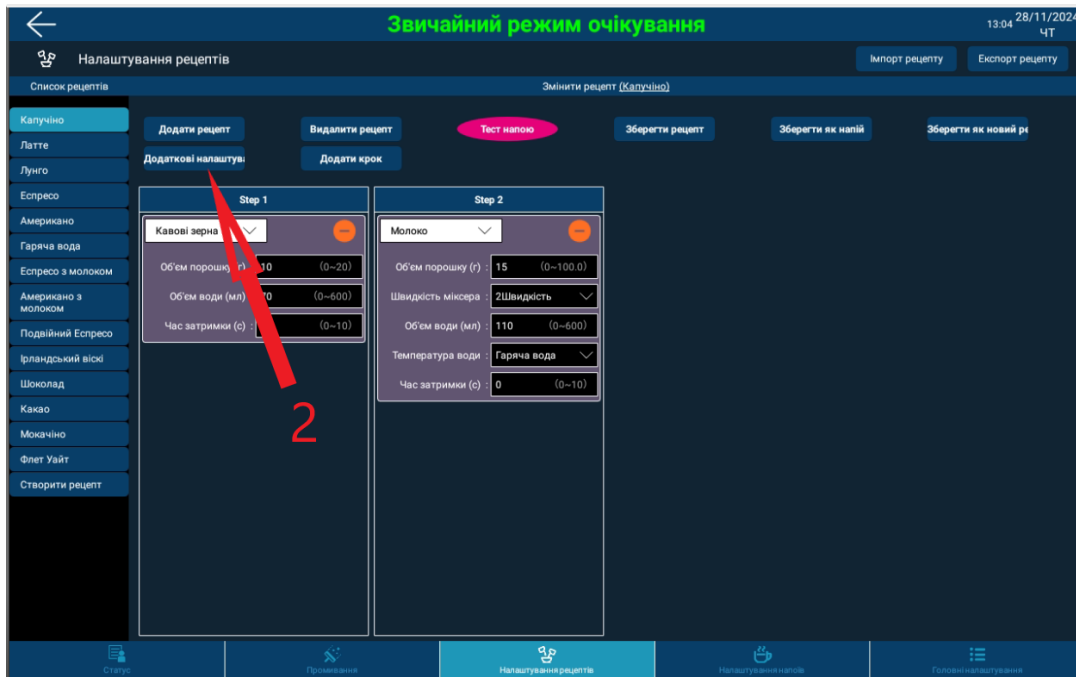 Звичайний режим очікування
13:04 28/11/2024
ЧТ
Налаштування рецептів
Імпорт рецепту
Експорт рецепту
Список рецептів
Змінити рецепт (Капучіно)
Капучіно
Латте
Лунго
Еспресо
Американо
Гаряча вода
Еспресо з молоком
Американо з
молоком
Подвійний Еспресо
Ірландський віскі
Шоколад
Какао
Мокачіно
Флет Уайт
Створити рецепт
Додати рецепт
Видалити рецепт
Тест напою
Зберегти рецепт
Зберегти як напій
Зберегти як новий ре
Додаткові налаштува
Додати крок
Step 1
Кавові зерна
Об'єм порошку (г) : 10 (0~20)
Об'єм води (мл) : 70 (0~600)
Час затримки (с) : (0~10)
Step 2
Молоко
Об'єм порошку (г) : 15 (0~100.0)
Швидкість міксера : 2Швидкість
Об'єм води (мл) : 110 (0~600)
Температура води : Гаряча вода
Час затримки (с) : 0 (0~10)
2
Статус
Промивання
Налаштування рецептів
Налаштування напоїв
Головні налаштування